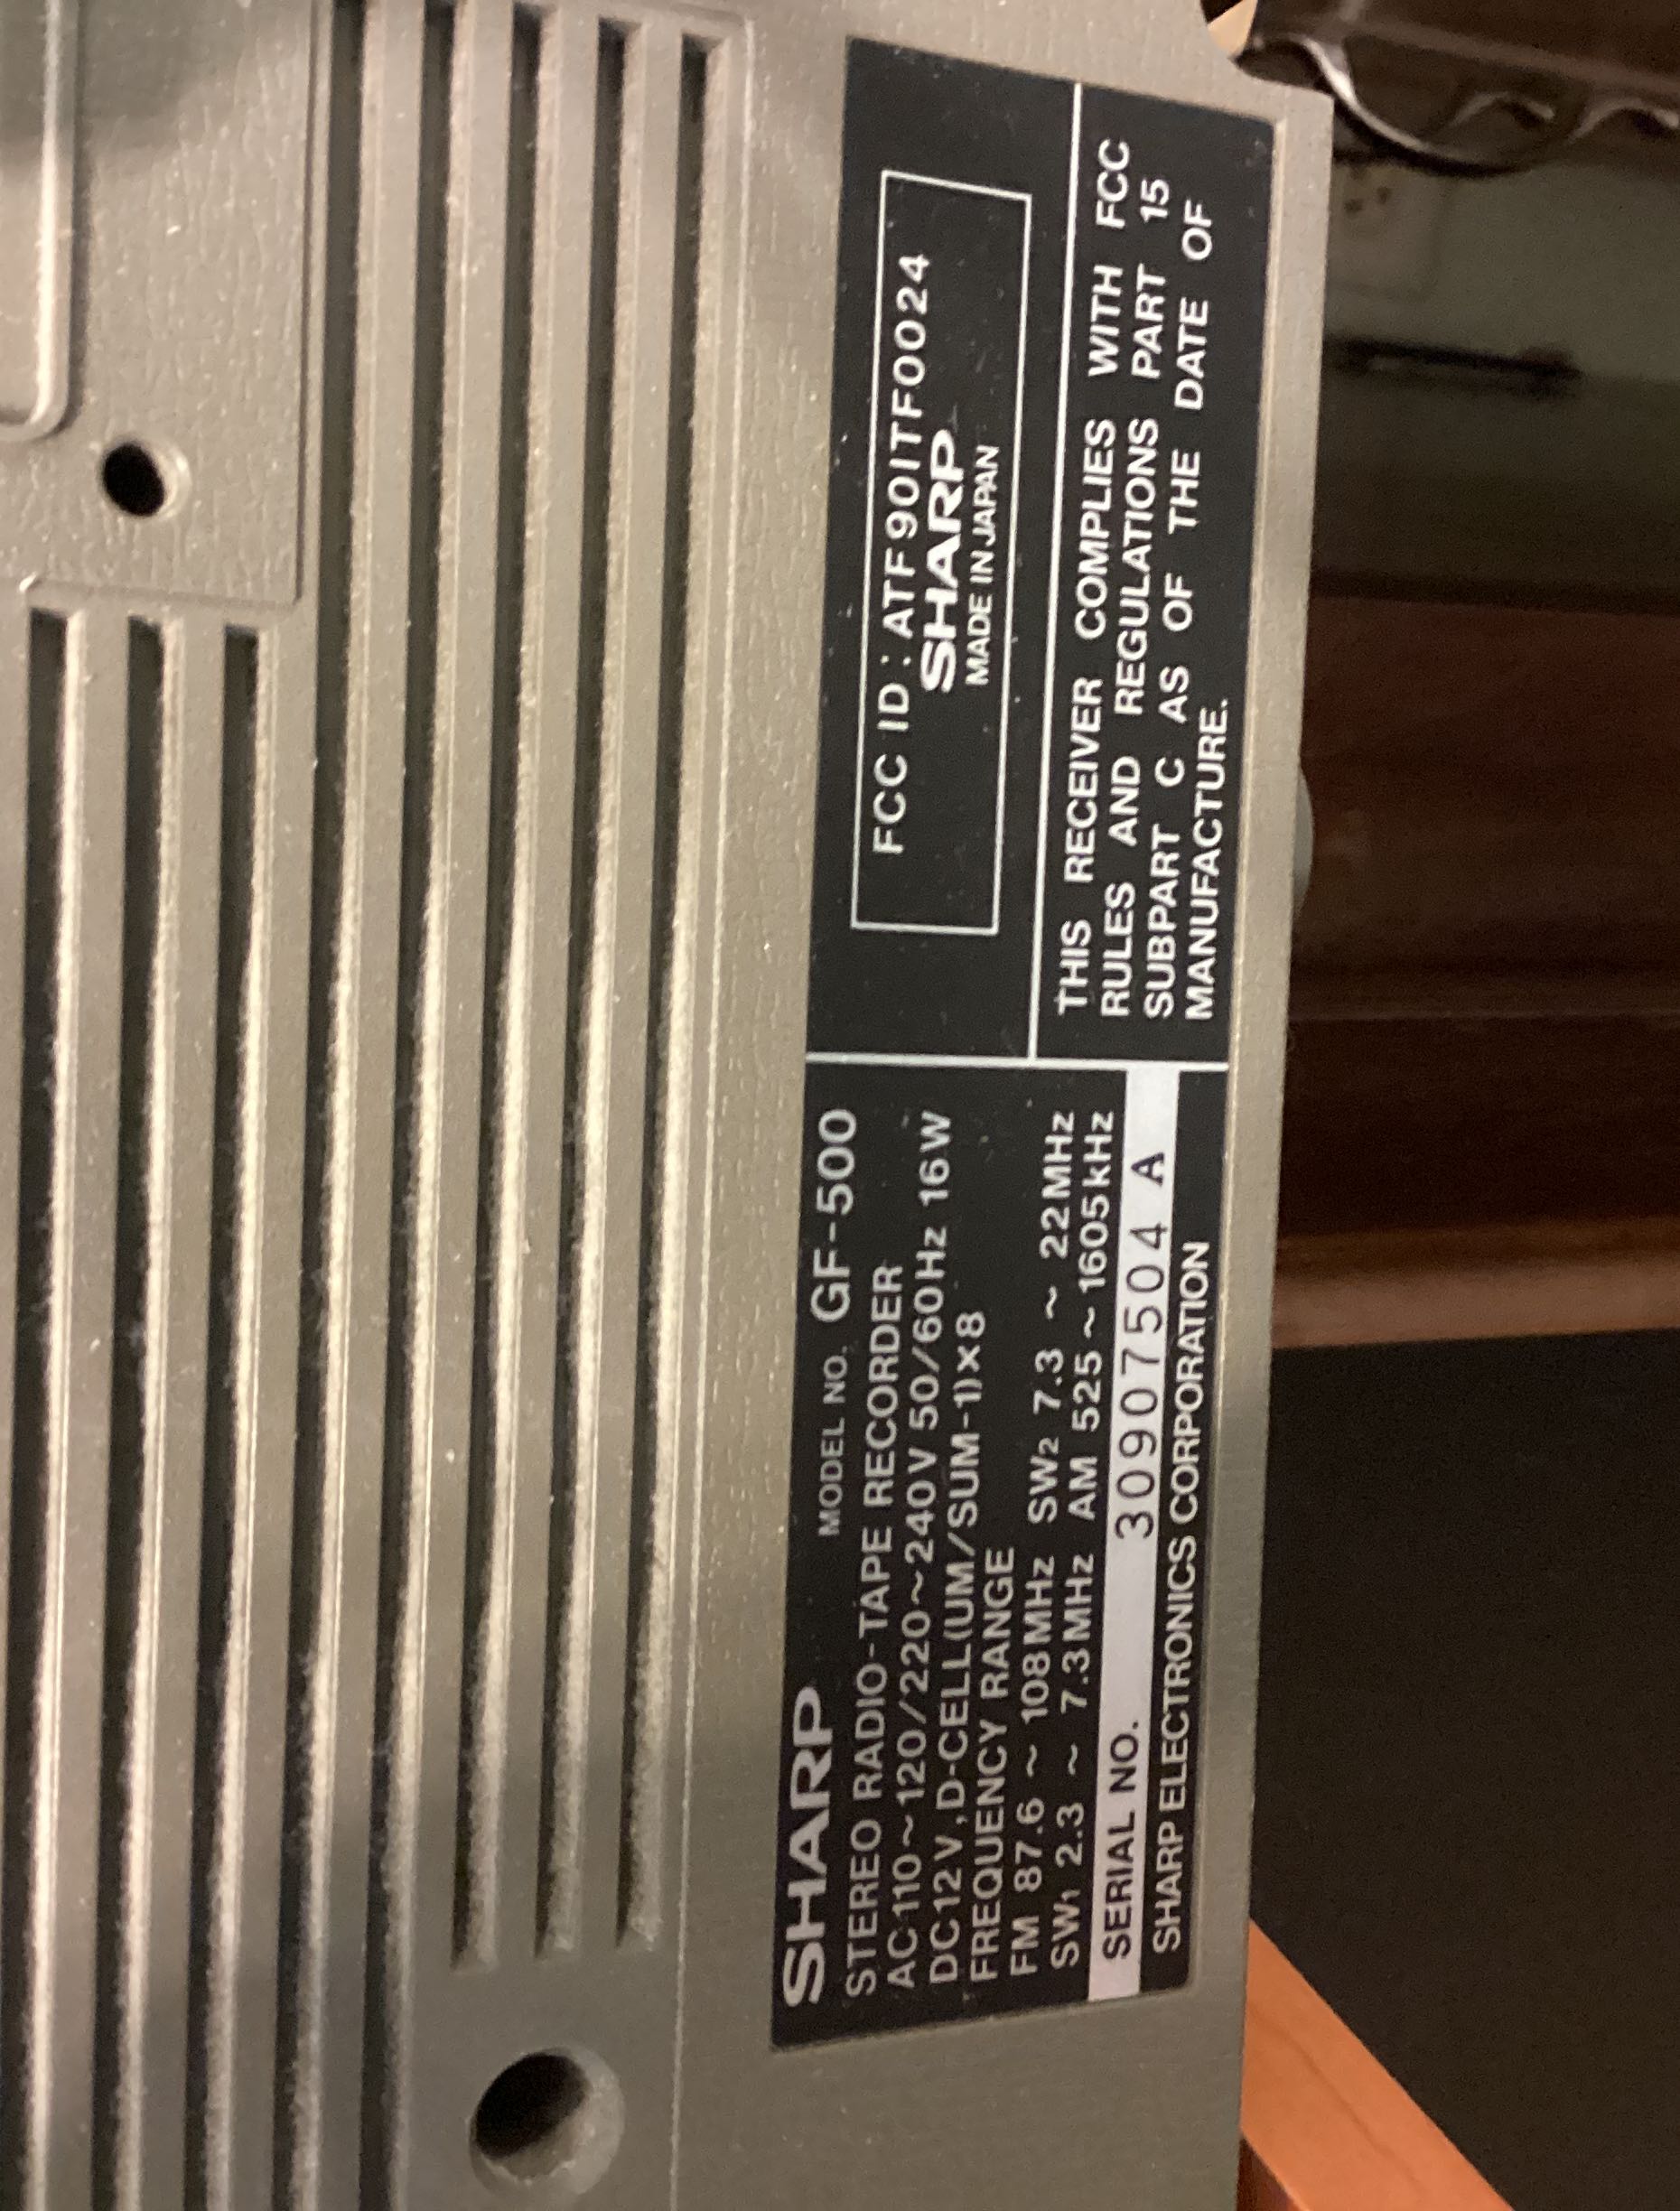 SHARP MODEL NO. GF-500
STEREO RADIO-TAPE RECORDER
AC110~120/220~240V 50/60Hz 16W
DC12V, D-CELL(UM/SUM-1)×8
FREQUENCY RANGE
FM 87.6 ~ 108MHz SW2 7.3 ~ 22MHz
SW1 2.3 ~ 7.3MHz AM 525~1605kHz
SERIAL NO. 30907504 A
SHARP ELECTRONICS CORPORATION
FCC ID: ATF90ITF0024
SHARP
MADE IN JAPAN
THIS RECEIVER COMPLIES WITH FCC
RULES AND REGULATIONS PART 15
SUBPART C AS OF THE DATE OF
MANUFACTURE.